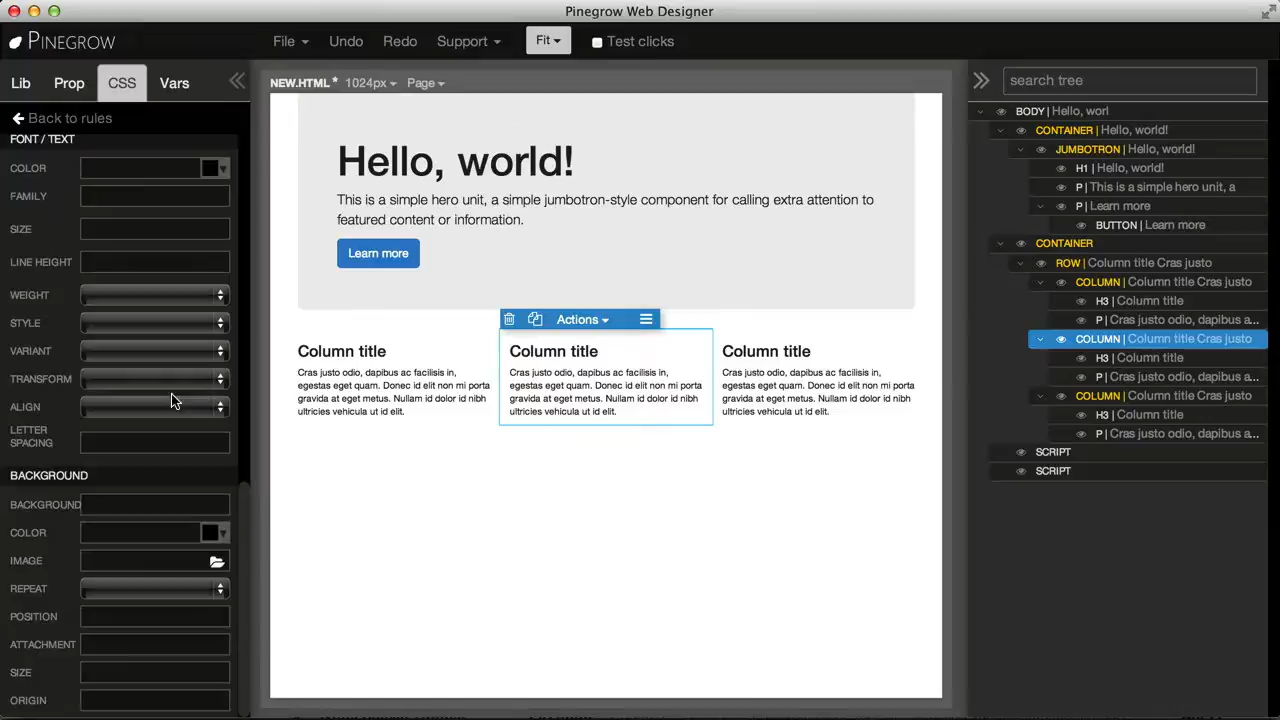 Pinegrow Web Designer
PINEGROW
File Undo Redo Support Fit Test clicks
Lib Prop CSS Vars
NEW.HTML * 1024px Page
search tree
Back to rules
FONT / TEXT
COLOR
FAMILY
SIZE
LINE HEIGHT
WEIGHT
STYLE
VARIANT
TRANSFORM
ALIGN
LETTER
SPACING
BACKGROUND
BACKGROUND
COLOR
IMAGE
REPEAT
POSITION
ATTACHMENT
SIZE
ORIGIN
Hello, world!
This is a simple hero unit, a simple jumbotron-style component for calling extra attention to
featured content or information.
Learn more
Actions
Column title
Cras justo odio, dapibus ac facilisis in,
egestas eget quam. Donec id elit non mi porta
gravida at eget metus. Nullam id dolor id nibh
ultricies vehicula ut id elit.
Column title
Cras justo odio, dapibus ac facilisis in,
egestas eget quam. Donec id elit non mi porta
gravida at eget metus. Nullam id dolor id nibh
ultricies vehicula ut id elit.
Column title
Cras justo odio, dapibus ac facilisis in,
egestas eget quam. Donec id elit non mi porta
gravida at eget metus. Nullam id dolor id nibh
ultricies vehicula ut id elit.
BODY | Hello, worl
CONTAINER | Hello, world!
JUMBOTRON | Hello, world!
H1 | Hello, world!
P | This is a simple hero unit, a
P | Learn more
BUTTON | Learn more
CONTAINER
ROW | Column title Cras justo
COLUMN | Column title Cras justo
H3 | Column title
P | Cras justo odio, dapibus a...
COLUMN | Column title Cras justo
H3 | Column title
P | Cras justo odio, dapibus a...
COLUMN | Column title Cras justo
H3 | Column title
P | Cras justo odio, dapibus a...
SCRIPT
SCRIPT